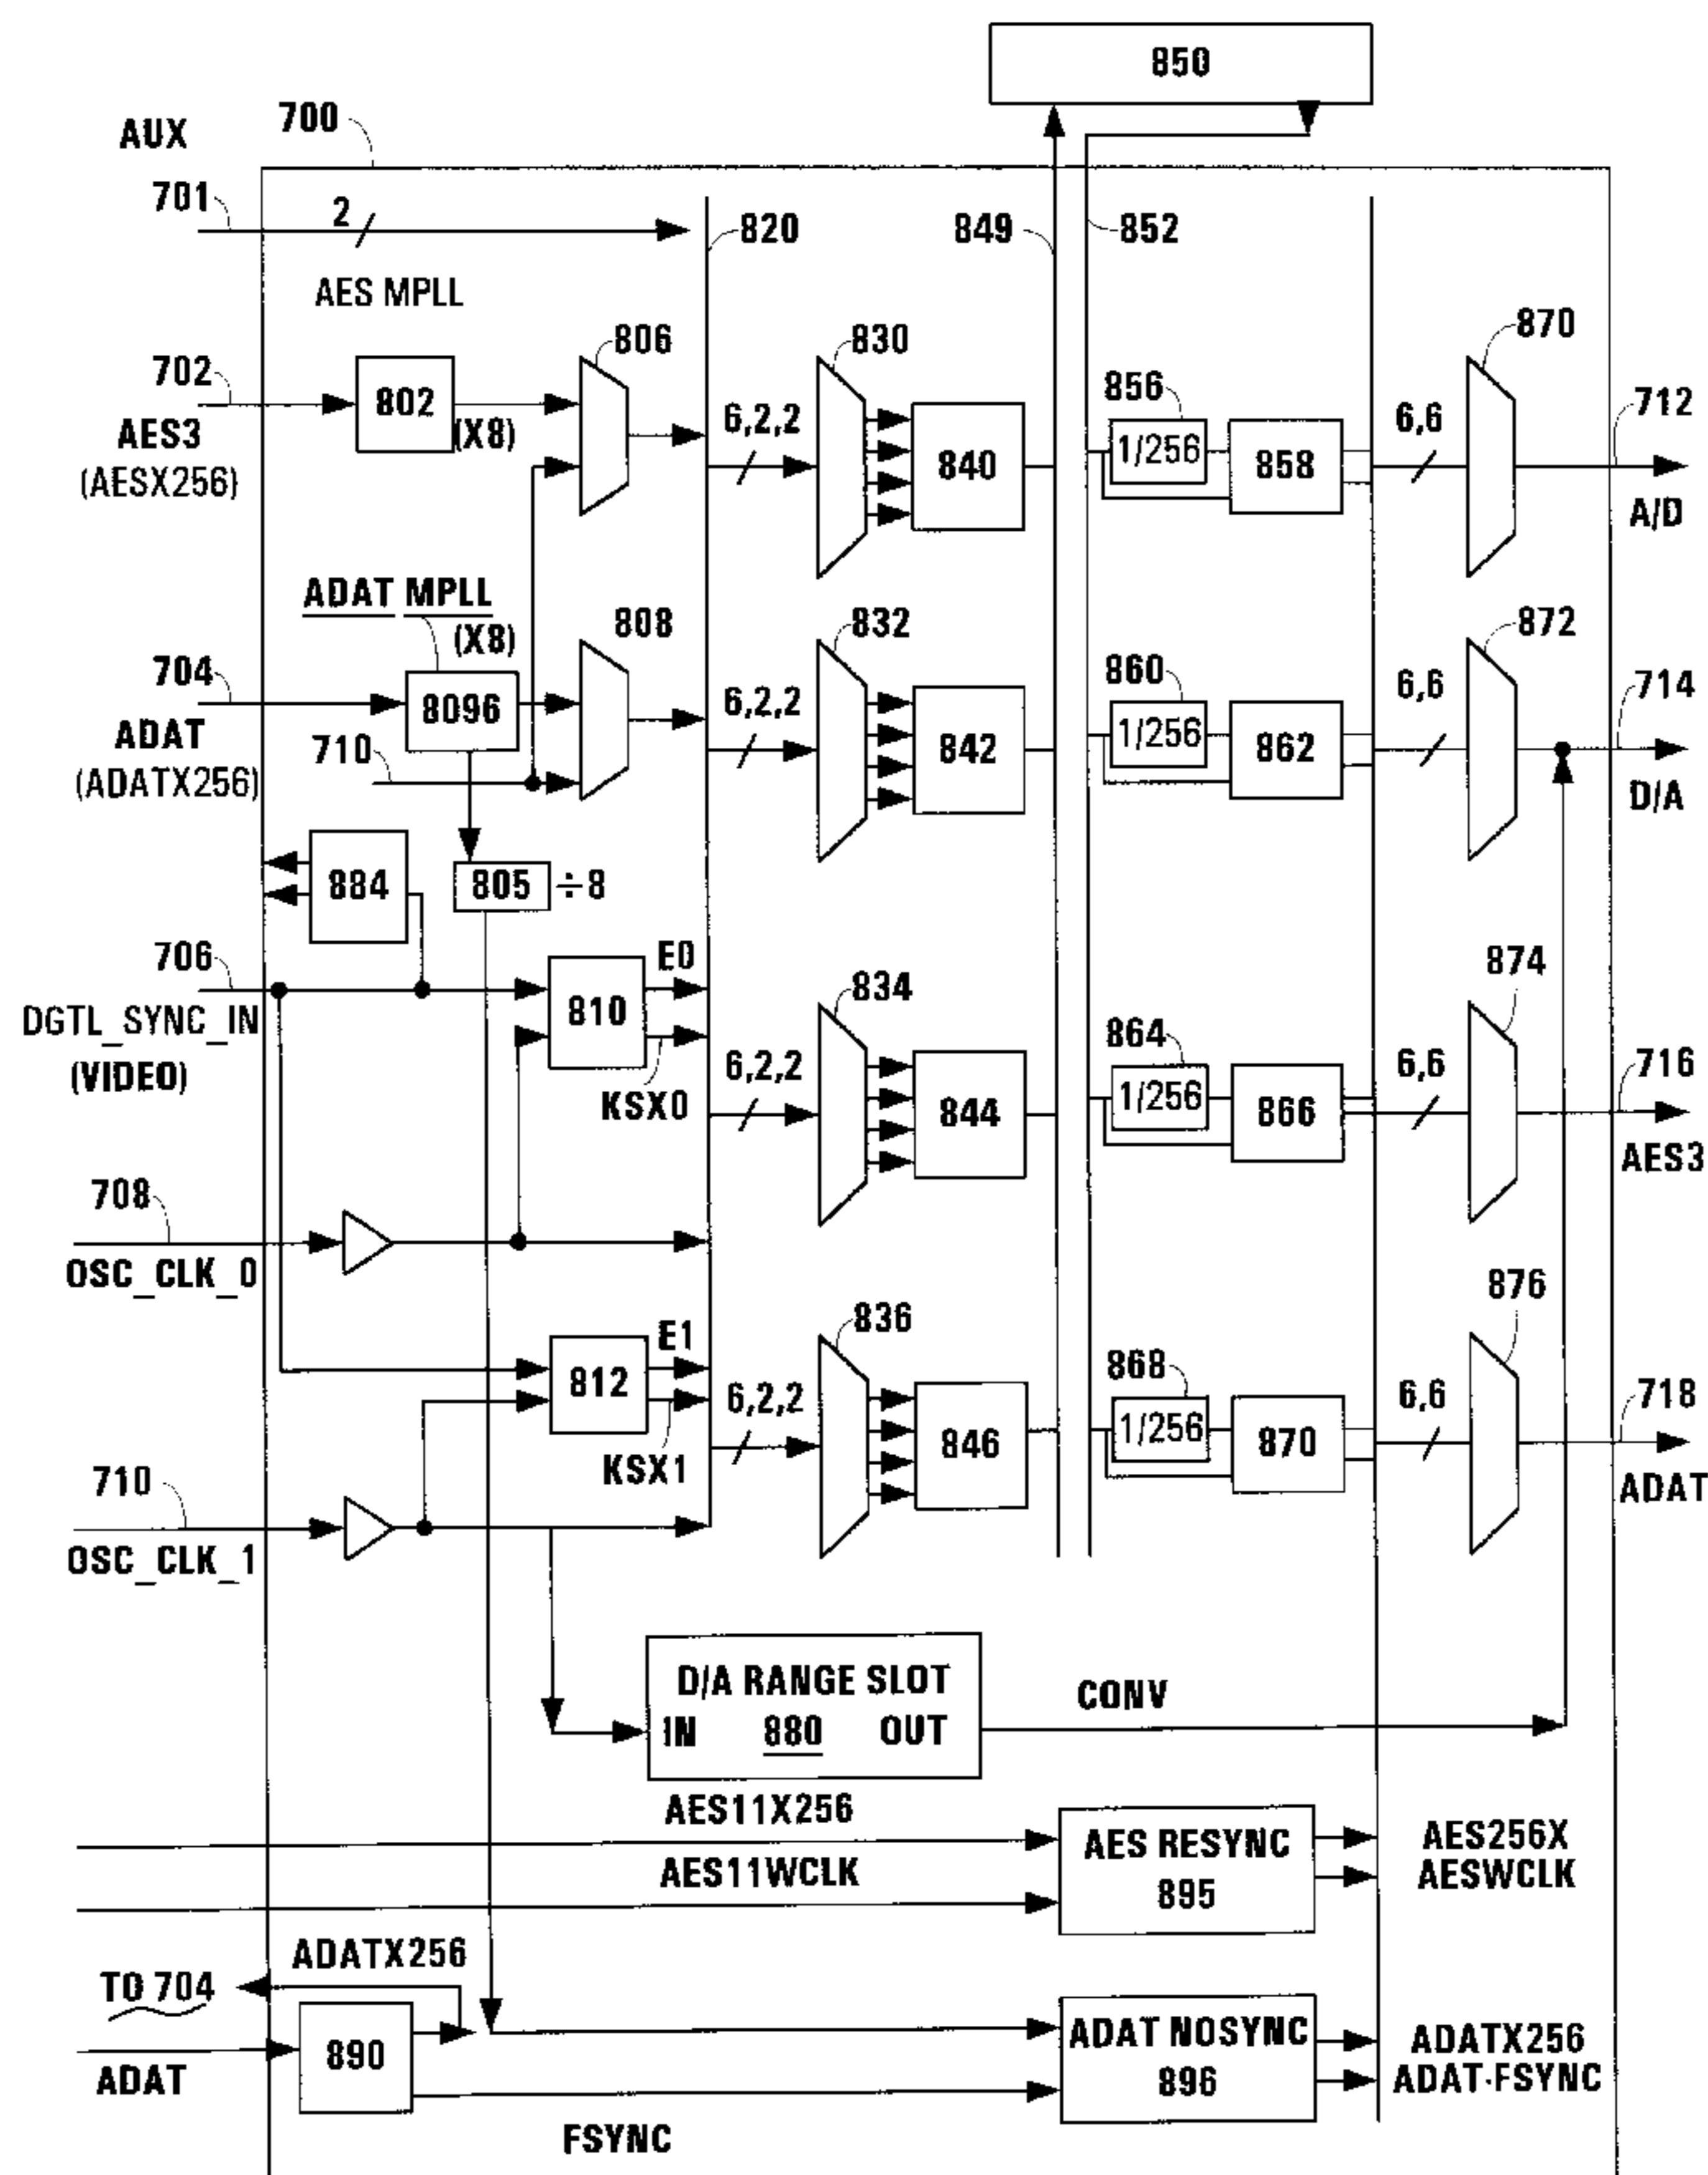 850
AUX
700
701
2
820
849
852
AES MPLL
702
AES3
(AESX256)
802
(X8)
806
6,2,2
830
840
856
1/256
858
6,6
870
712
A/D
ADAT MPLL
(X8)
808
704
ADAT
(ADATX256)
8096
710
6,2,2
832
842
860
1/256
862
6,6
872
714
D/A
884
805
÷8
706
DGTL_SYNC_IN
(VIDEO)
810
E0
KSX0
6,2,2
834
844
864
1/256
866
6,6
874
716
AES3
708
OSC_CLK_0
812
E1
KSX1
6,2,2
836
846
868
1/256
870
6,6
876
718
ADAT
710
OSC_CLK_1
D/A RANGE SLOT
IN 880 OUT
CONV
AES11X256
AES11WCLK
AES RESYNC
895
AES256X
AESWCLK
ADATX256
TO 704
ADAT
890
FSYNC
ADAT NOSYNC
896
ADATX256
ADAT-FSYNC